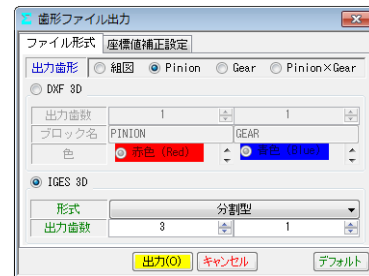 歯形ファイル出力
ファイル形式 座標値補正設定
出力歯形 組図 Pinion Gear Pinion×Gear
DXF 3D
出力歯数 1 1
ブロック名 PINION GEAR
色 赤色 (Red) 青色 (Blue)
IGES 3D
形式 分割型
出力歯数 3 1
出力(O) キャンセル デフォルト